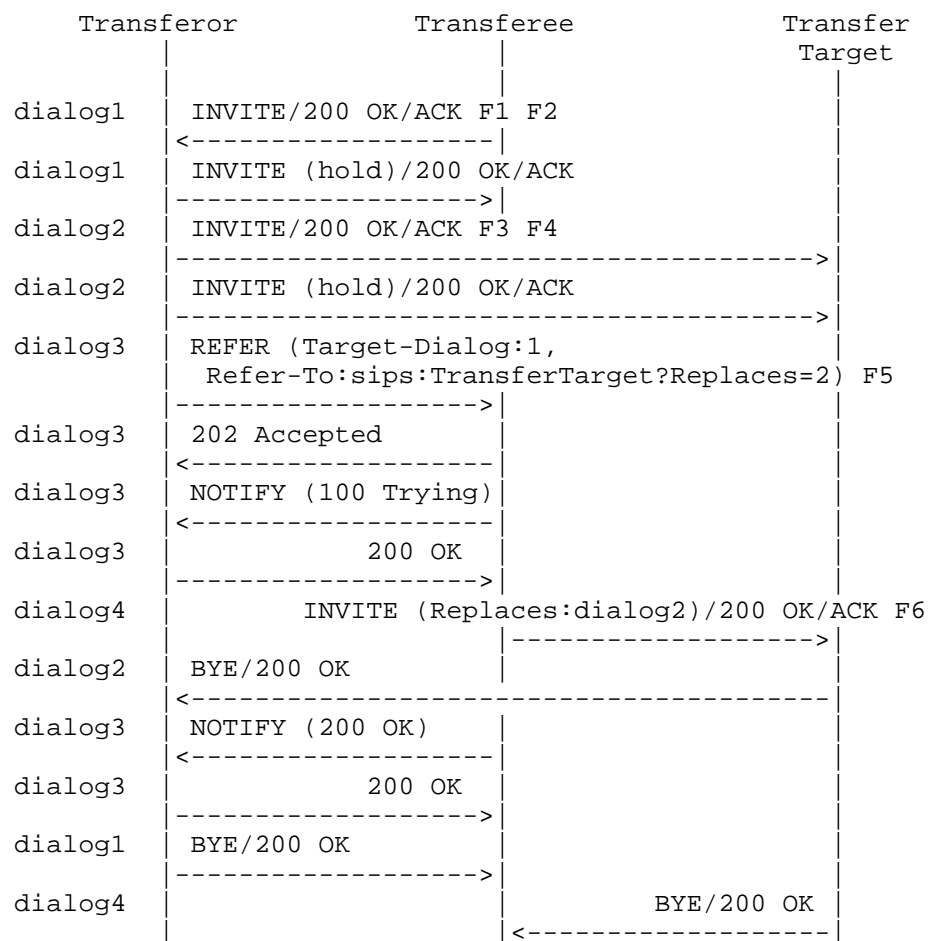 Transferor Transferee Transfer
Target
dialog1 INVITE/200 OK/ACK F1 F2
dialog1 INVITE (hold)/200 OK/ACK
dialog2 INVITE/200 OK/ACK F3 F4
dialog2 INVITE (hold)/200 OK/ACK
dialog3 REFER (Target-Dialog:1,
Refer-To:sips:TransferTarget?Replaces=2) F5
dialog3 202 Accepted
dialog3 NOTIFY (100 Trying)
dialog3 200 OK
dialog4 INVITE (Replaces:dialog2)/200 OK/ACK F6
dialog2 BYE/200 OK
dialog3 NOTIFY (200 OK)
dialog3 200 OK
dialog1 BYE/200 OK
dialog4 BYE/200 OK